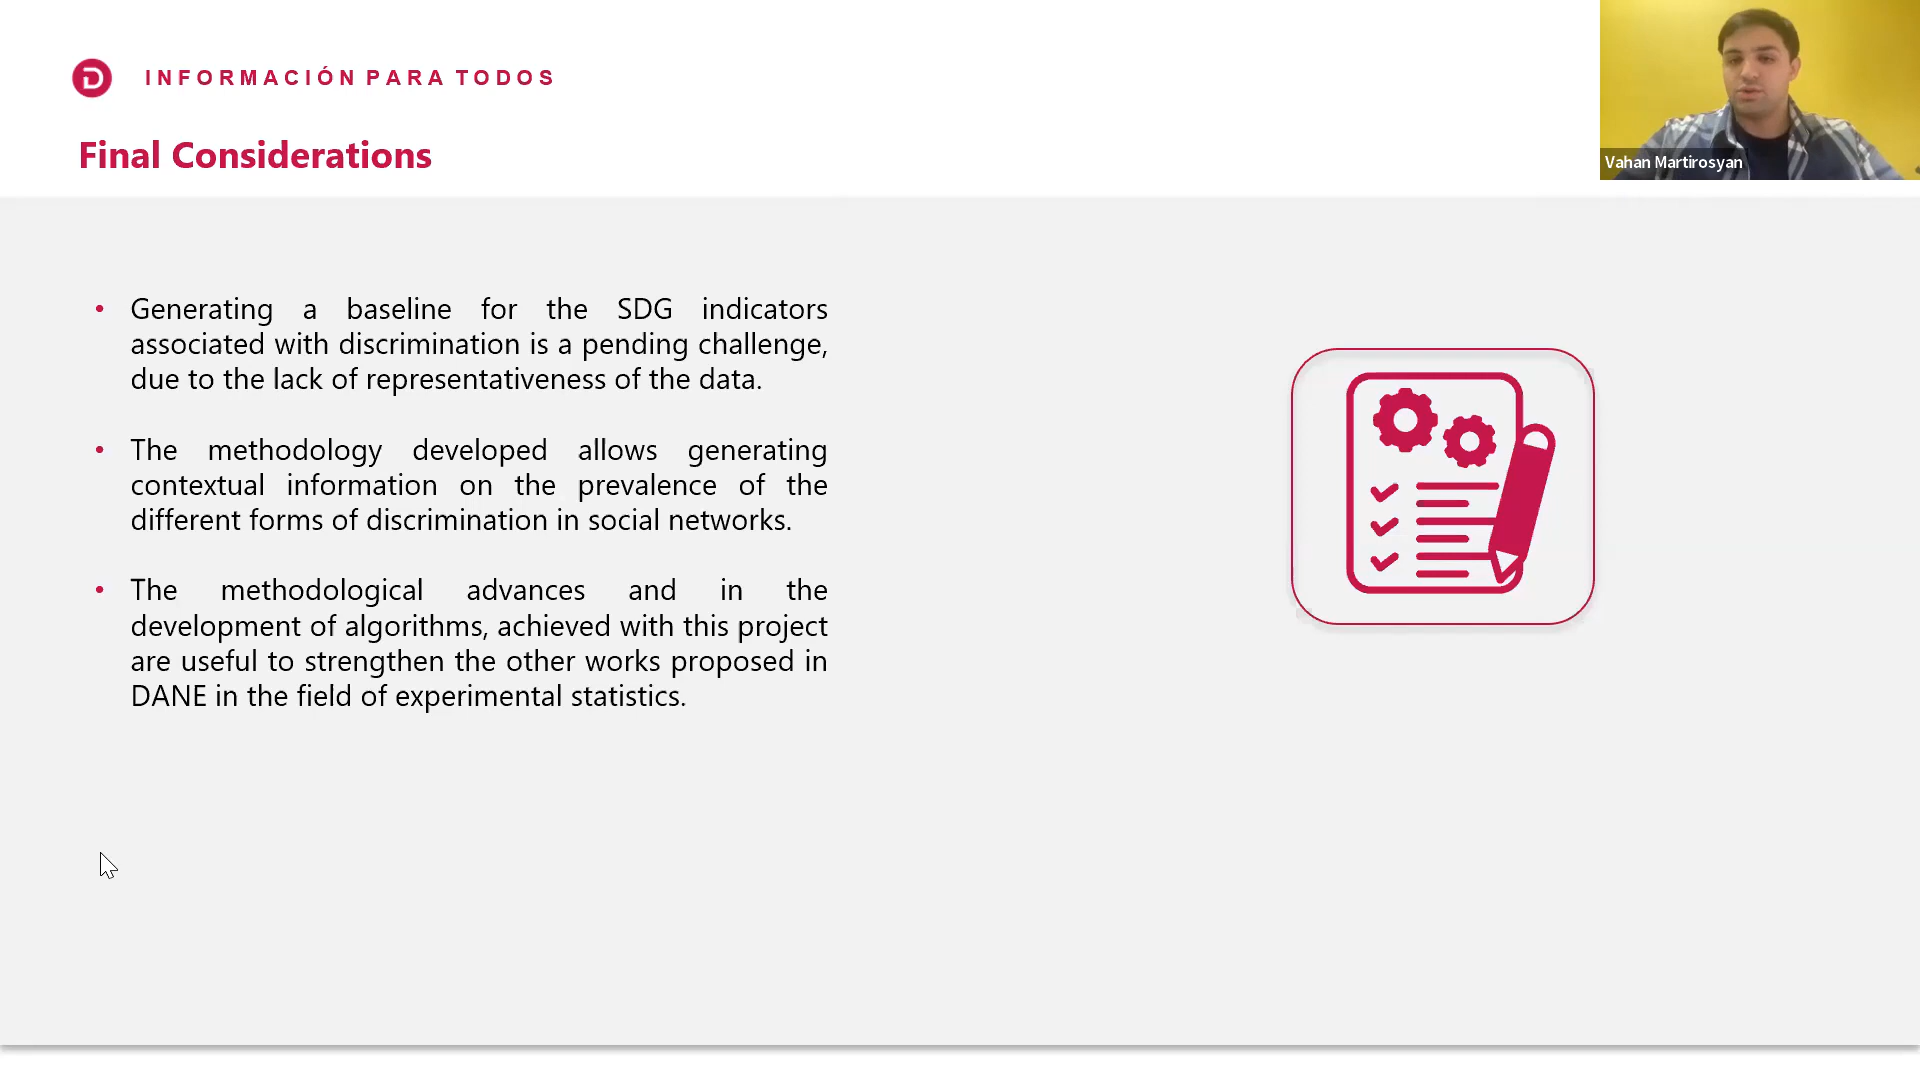 INFORMACIÓN PARA TODOS
Final Considerations
Vahan Martirosyan
• Generating a baseline for the SDG indicators
associated with discrimination is a pending challenge,
due to the lack of representativeness of the data.
• The methodology developed allows generating
contextual information on the prevalence of the
different forms of discrimination in social networks.
• The methodological advances and in the
development of algorithms, achieved with this project
are useful to strengthen the other works proposed in
DANE in the field of experimental statistics.